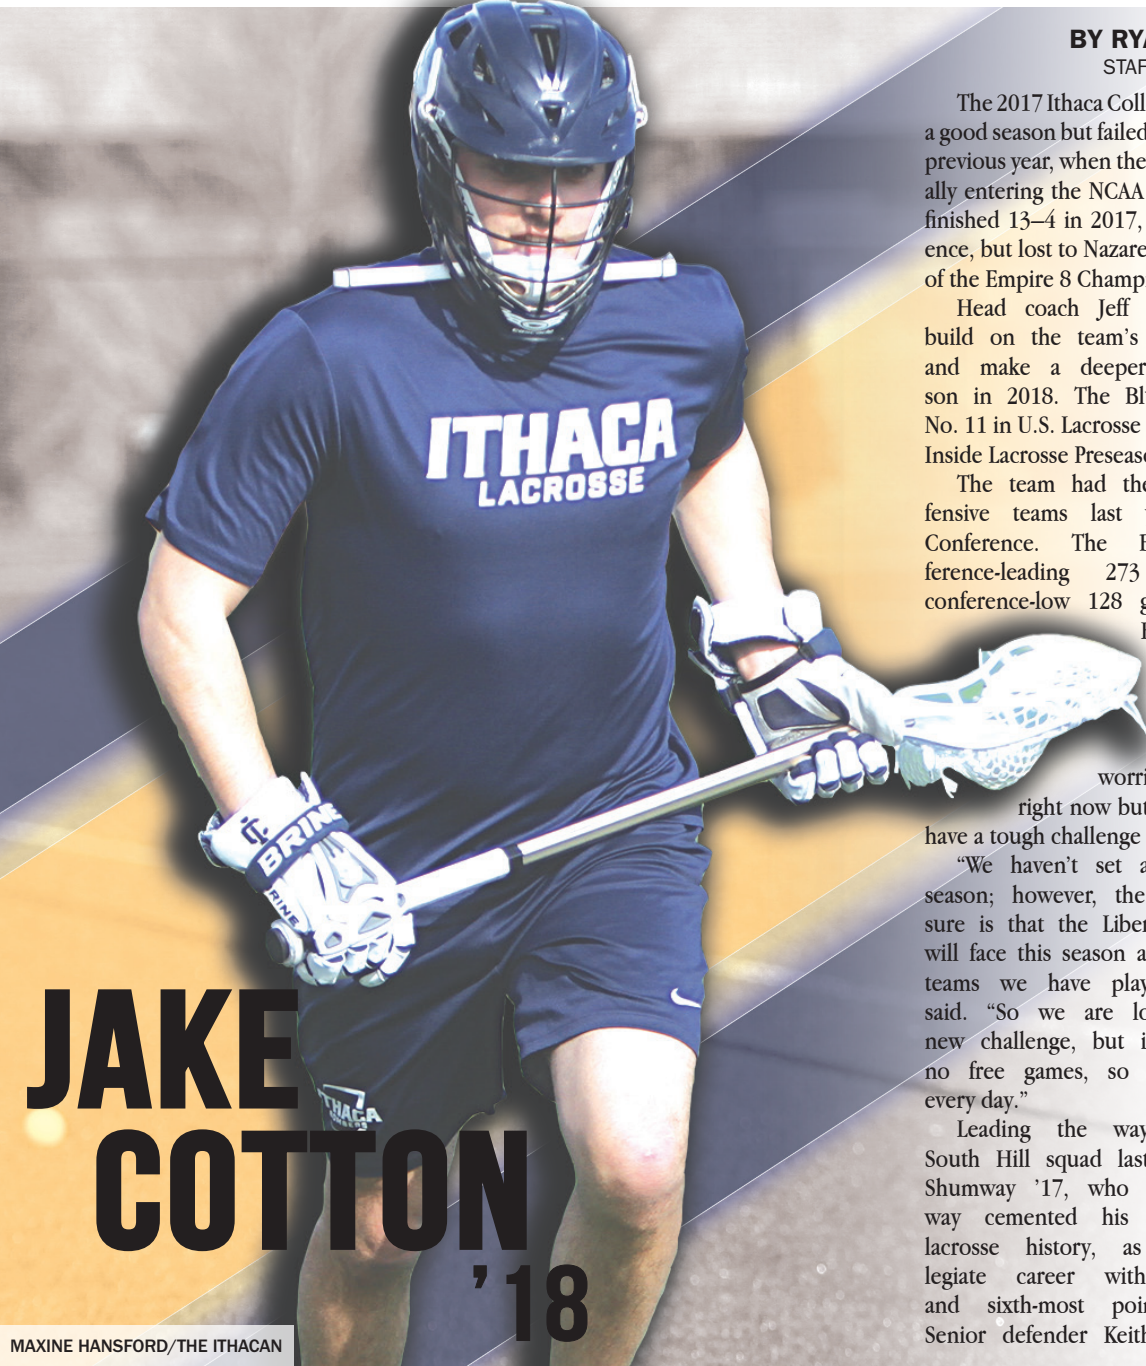 BY RYA
STAF
The 2017 Ithaca Coll
a good season but failed
previous year, when the
ally entering the NCAA
finished 13–4 in 2017,
ence, but lost to Nazare
of the Empire 8 Champ
Head coach Jeff
build on the team's
and make a deeper
son in 2018. The Bl
No. 11 in U.S. Lacrosse
Inside Lacrosse Preseas
The team had the
fensive teams last
Conference. The
ference-leading 273
conference-low 128 g
worri
right now but
have a tough challenge
“We haven’t set a
season; however, the
sure is that the Liber
will face this season a
teams we have play
said. “So we are lo
new challenge, but i
no free games, so
every day.”
Leading the way
South Hill squad last
Shumway ’17, who
way cemented his
lacrosse history, as
legiate career with
and sixth-most poin
Senior defender Keith
ITHACA
LACROSSE
BRINE
RINE
ITHACA
JAKE
COTTON
’18
MAXINE HANSFORD/THE ITHACAN